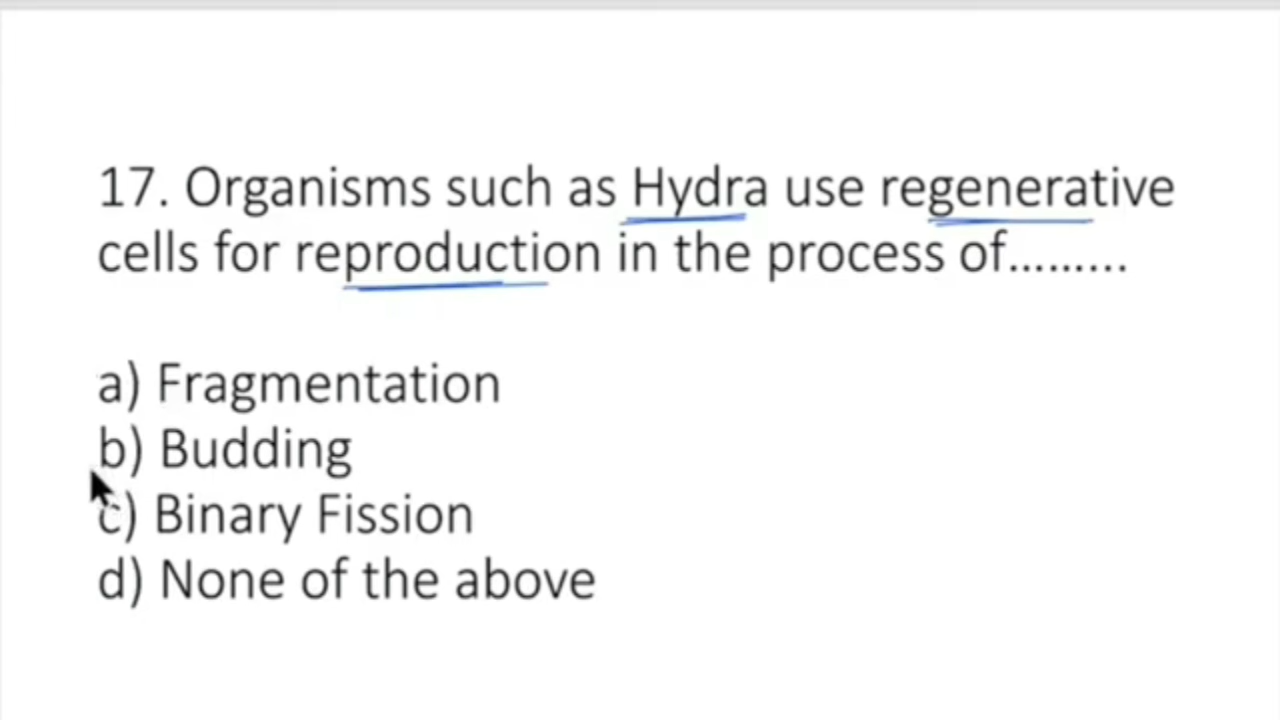 17. Organisms such as Hydra use regenerative
cells for reproduction in the process of.........
a) Fragmentation
b) Budding
c) Binary Fission
d) None of the above